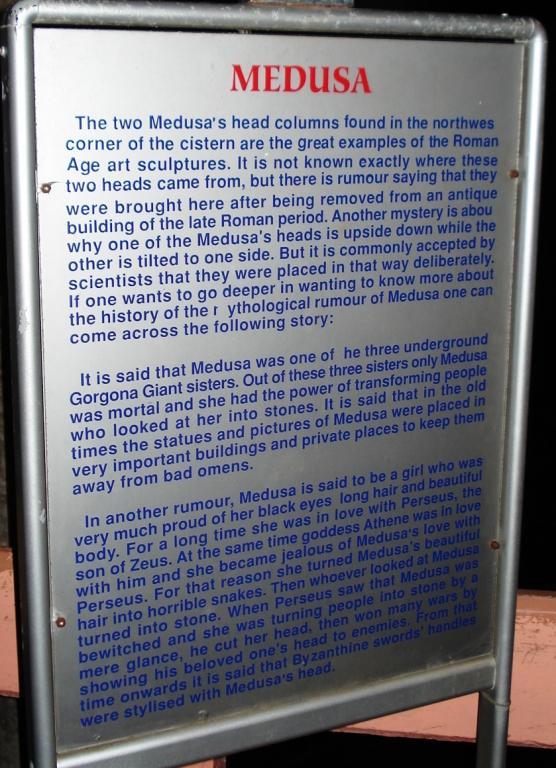 MEDUSA
The two Medusa's head columns found in the northwes
corner of the cistern are the great examples of the Roman
Age art sculptures. It is not known exactly where these
two heads came from, but there is rumour saying that they
were brought here after being removed from an antique
building of the late Roman period. Another mystery is abou
why one of the Medusa's heads is upside down while the
other is tilted to one side. But it is commonly accepted by
scientists that they were placed in that way deliberately.
If one wants to go deeper in wanting to know more about
the history of the r ythological rumour of Medusa one can
come across the following story:
It is said that Medusa was one of he three underground
Gorgona Giant sisters. Out of these three sisters only Medusa
was mortal and she had the power of transforming people
who looked at her into stones. It is said that in the old
times the statues and pictures of Medusa were placed in
very important buildings and private places to keep them
away from bad omens.
In another rumour, Medusa is said to be a girl who was
very much proud of her black eyes long hair and beautiful
body. For a long time she was in love with Perseus, the
son of Zeus. At the same time goddess Athene was in love
with him and she became jealous of Medusa's love with
Perseus. For that reason she turned Medusa's beautiful
hair into horrible snakes. Then whoever looked at Medusa
turned into stone. When Perseus saw that Medusa was
bewitched and she was turning people into stone by a
mere glance, he cut her head, then won many wars by
showing his beloved one's head to enemies. From that
time onwards it is said that Byzanthine swords' handles
were stylised with Medusa's head.